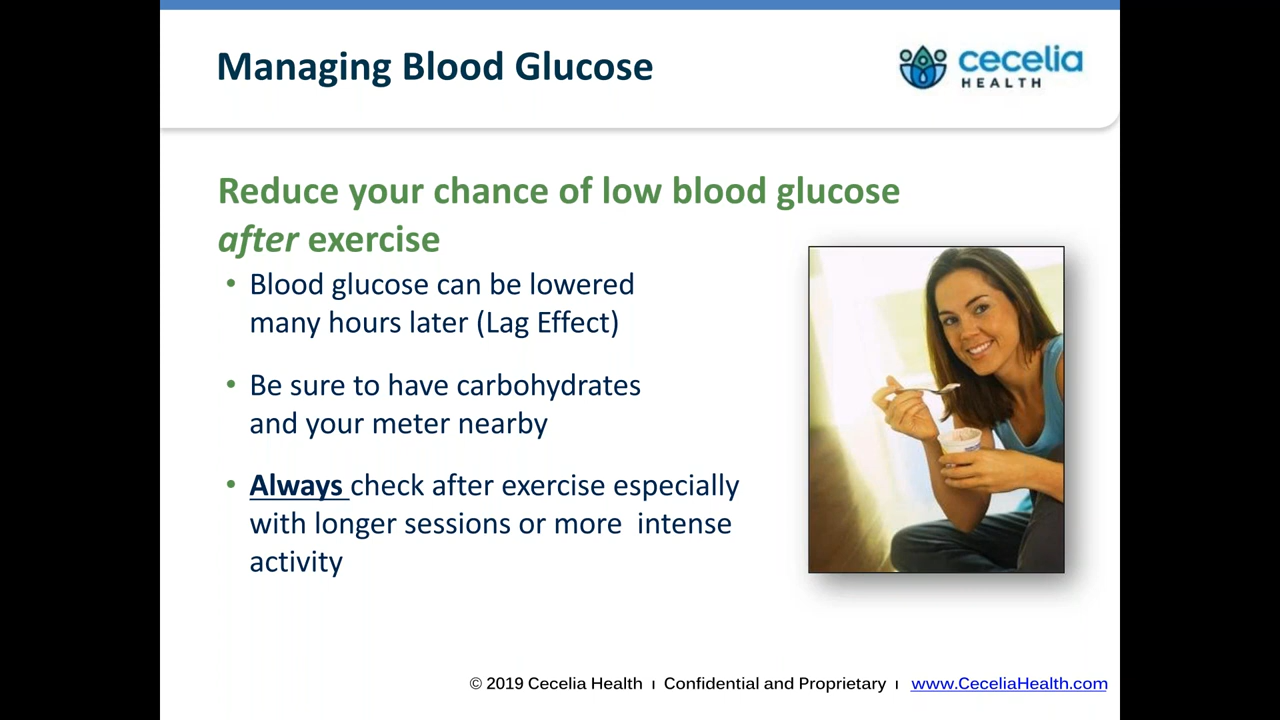 Managing Blood Glucose
cecelia
HEALTH
Reduce your chance of low blood glucose
after exercise
• Blood glucose can be lowered
many hours later (Lag Effect)
• Be sure to have carbohydrates
and your meter nearby
• Always check after exercise especially
with longer sessions or more  intense
activity
© 2019 Cecelia Health ı Confidential and Proprietary ı www.CeceliaHealth.com